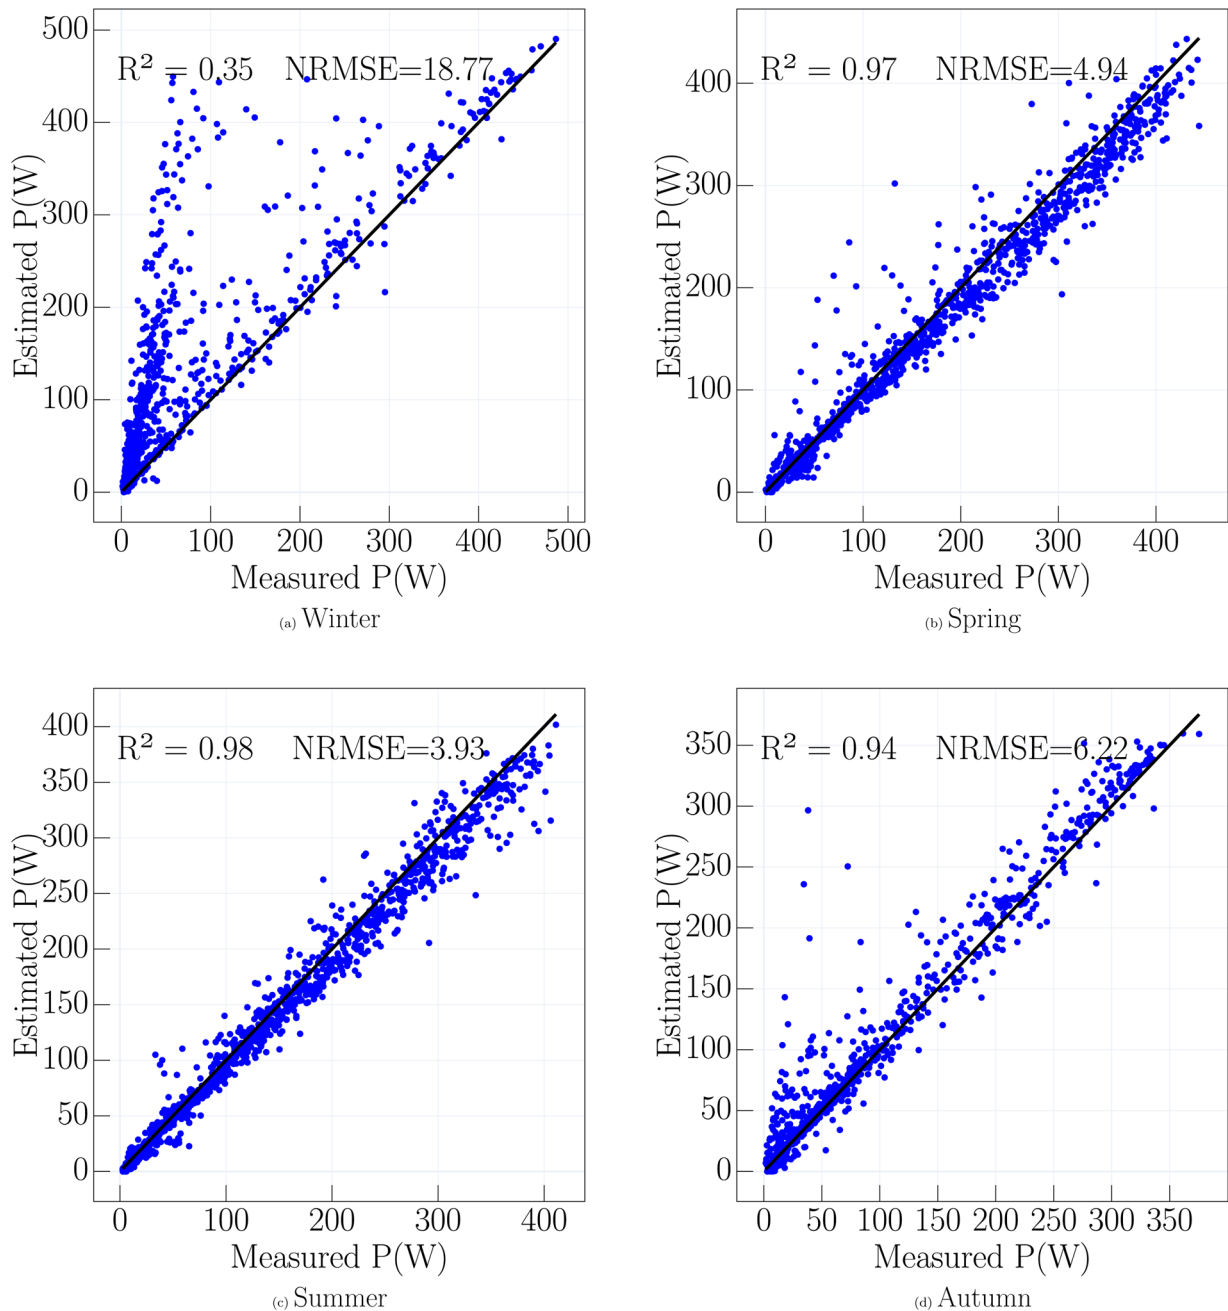 R² = 0.35 NRMSE=18.77
500
400
300
200
100
0
Estimated P(W)
0 100 200 300 400 500
Measured P(W)
(a) Winter
R² = 0.97 NRMSE=4.94
400
300
200
100
0
Estimated P(W)
0 100 200 300 400
Measured P(W)
(b) Spring
R² = 0.98 NRMSE=3.93
400
350
300
250
200
150
100
50
0
Estimated P(W)
0 100 200 300 400
Measured P(W)
(c) Summer
R² = 0.94 NRMSE=6.22
350
300
250
200
150
100
50
0
Estimated P(W)
0 50 100 150 200 250 300 350
Measured P(W)
(d) Autumn